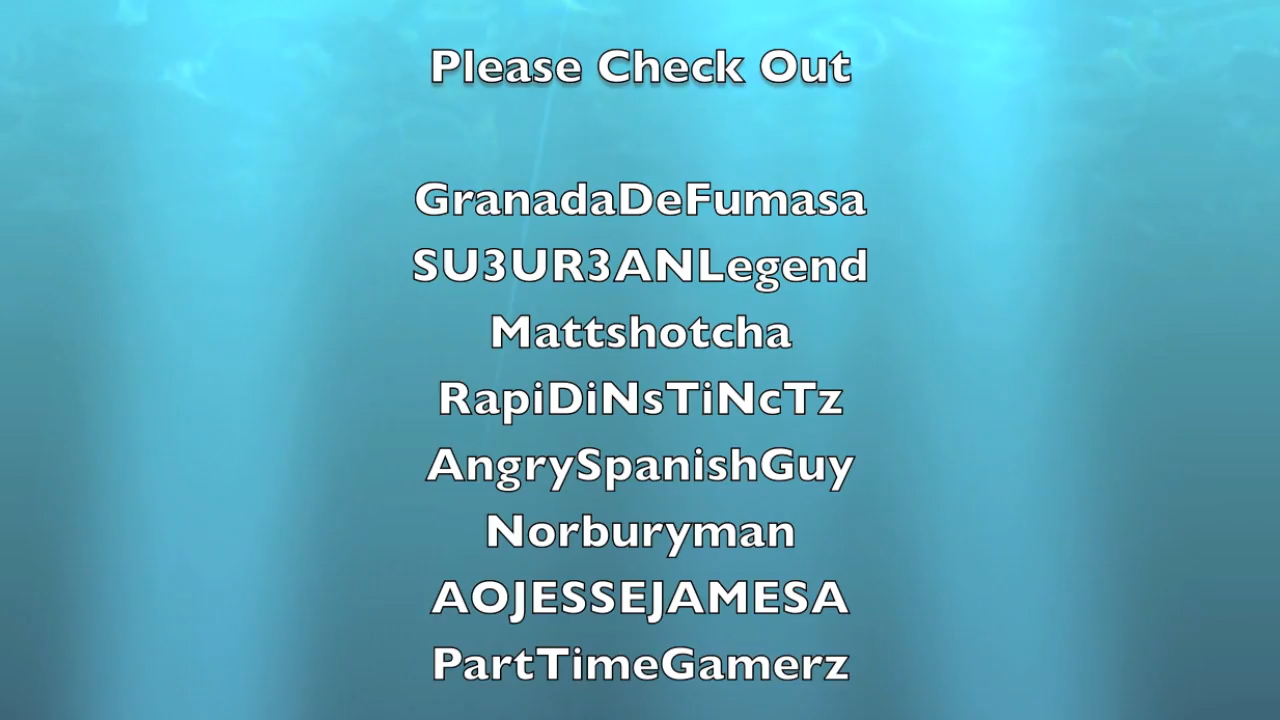 Please Check Out
GranadaDeFumasa
SU3UR3ANLegend
Mattshotcha
RapiDiNsTiNcTz
AngrySpanishGuy
Norburyman
AOJESSEJAMESA
PartTimeGamerz